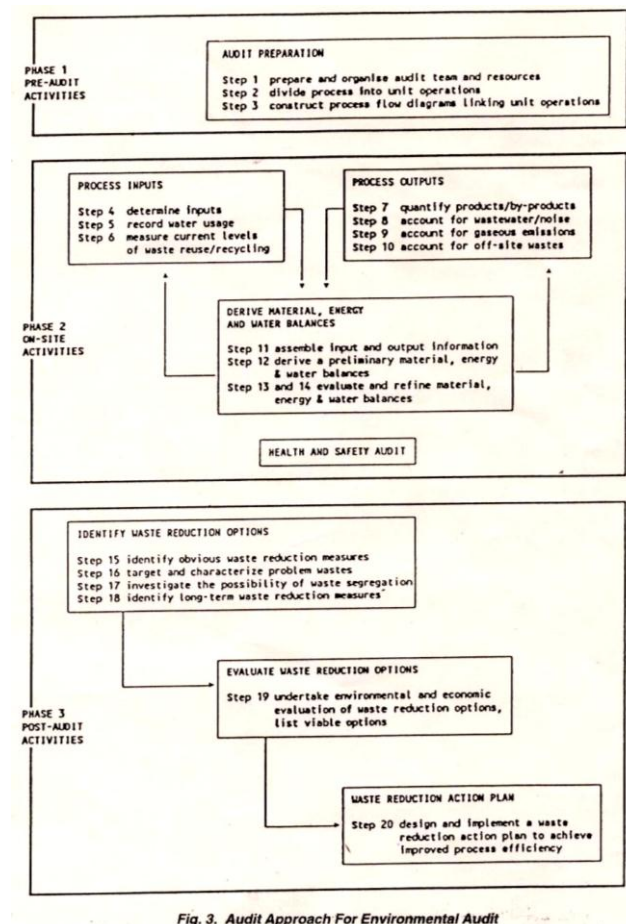 PHASE 1
PRE-AUDIT
ACTIVITIES
AUDIT PREPARATION
Step 1 prepare and organise audit team and resources
Step 2 divide process into unit operations
Step 3 construct process flow diagrams linking unit operations
PHASE 2
ON-SITE
ACTIVITIES
PROCESS INPUTS
Step 4 determine inputs
Step 5 record water usage
Step 6 measure current levels
of waste reuse/recycling
PROCESS OUTPUTS
Step 7 quantify products/by-products
Step 8 account for wastewater/noise
Step 9 account for gaseous emissions
Step 10 account for off-site wastes
DERIVE MATERIAL, ENERGY
AND WATER BALANCES
Step 11 assemble input and output information
Step 12 derive a preliminary material, energy
& water balances
Step 13 and 14 evaluate and refine material,
energy & water balances
HEALTH AND SAFETY AUDIT
PHASE 3
POST-AUDIT
ACTIVITIES
IDENTIFY WASTE REDUCTION OPTIONS
Step 15 identify obvious waste reduction measures
Step 16 target and characterize problem wastes
Step 17 investigate the possibility of waste segregation
Step 18 identify long-term waste reduction measures
EVALUATE WASTE REDUCTION OPTIONS
Step 19 undertake environmental and economic
evaluation of waste reduction options,
list viable options
WASTE REDUCTION ACTION PLAN
Step 20 design and implement a waste
reduction action plan to achieve
improved process efficiency
Fig. 3. Audit Approach For Environmental Audit